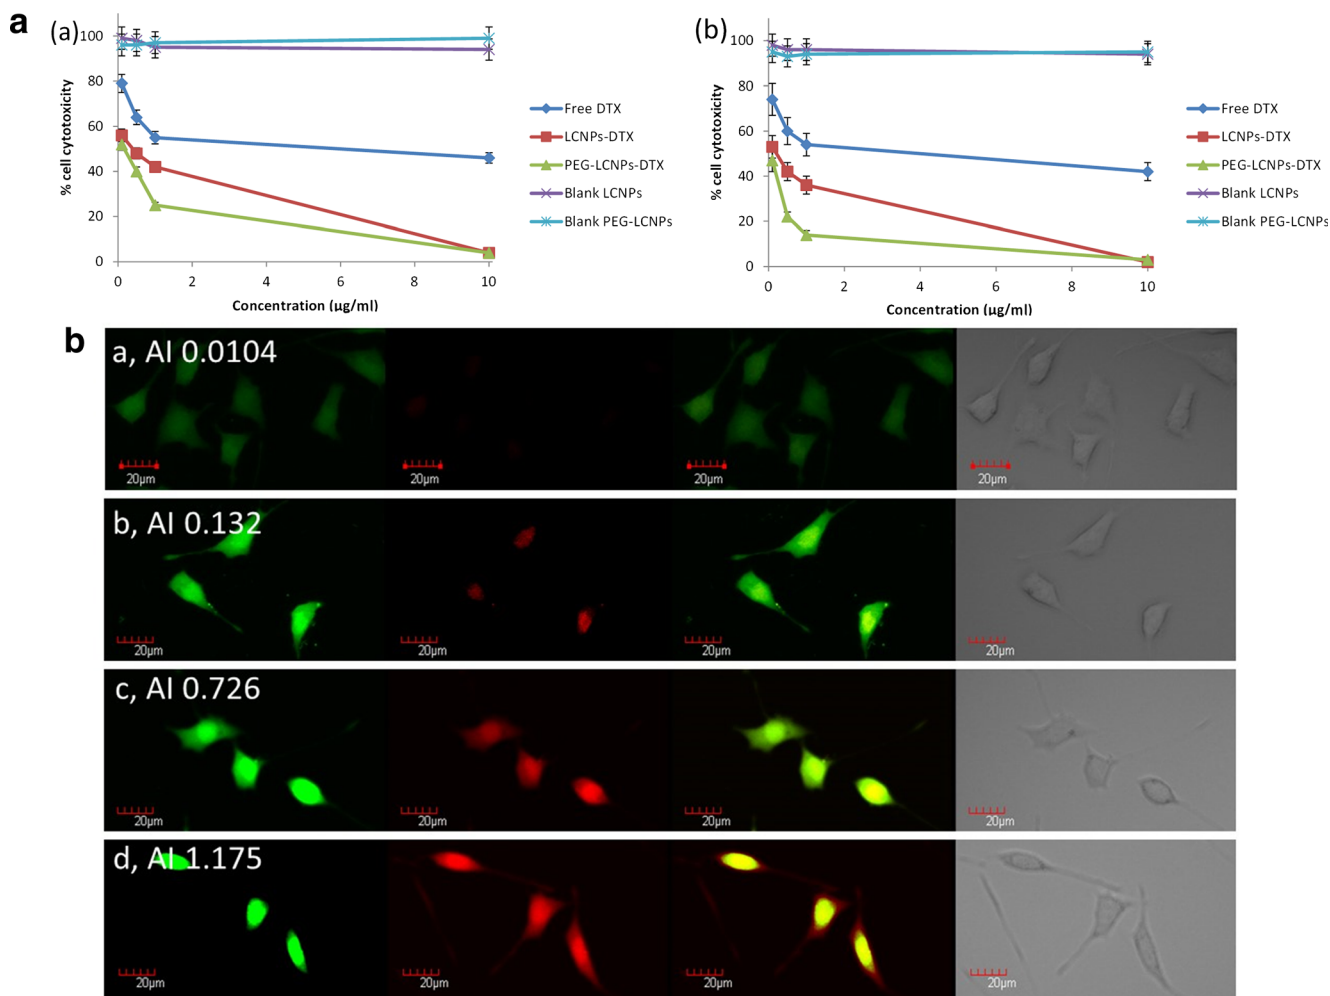 a
(a)
100
80
60
40
20
0
% cell cytotoxicity
0 2 4 6 8 10
Concentration (µg/ml)
Free DTX
LCNPs-DTX
PEG-LCNPs-DTX
Blank LCNPs
Blank PEG-LCNPs
(b)
100
80
60
40
20
0
% cell cytotoxicity
0 2 4 6 8 10
Concentration (µg/ml)
Free DTX
LCNPs-DTX
PEG-LCNPs-DTX
Blank LCNPs
Blank PEG-LCNPs
b
a, AI 0.0104
20µm 20µm 20µm 20µm
b, AI 0.132
20µm 20µm 20µm 20µm
c, AI 0.726
20µm 20µm 20µm 20µm
d, AI 1.175
20µm 20µm 20µm 20µm